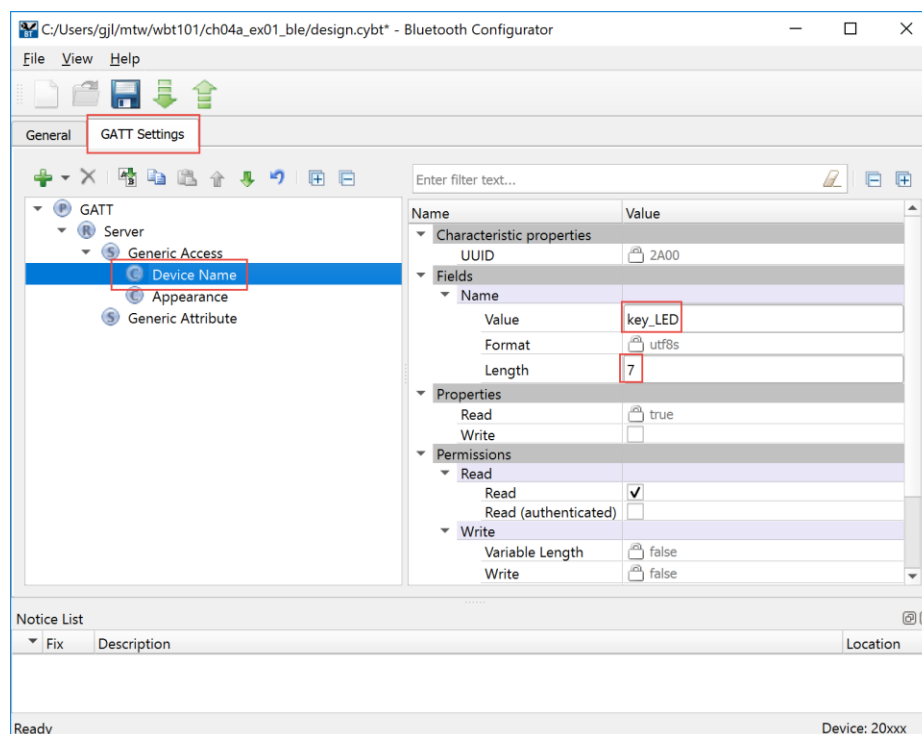 C:/Users/gjl/mtw/wbt101/ch04a_ex01_ble/design.cybt* - Bluetooth Configurator
File View Help
General GATT Settings
Enter filter text...
GATT
Server
Generic Access
Device Name
Appearance
Generic Attribute
Name Value
Characteristic properties
UUID 2A00
Fields
Name
Value key_LED
Format utf8s
Length 7
Properties
Read true
Write
Permissions
Read
Read
Read (authenticated)
Write
Variable Length false
Write false
Notice List
Fix Description Location
Ready Device: 20xxx